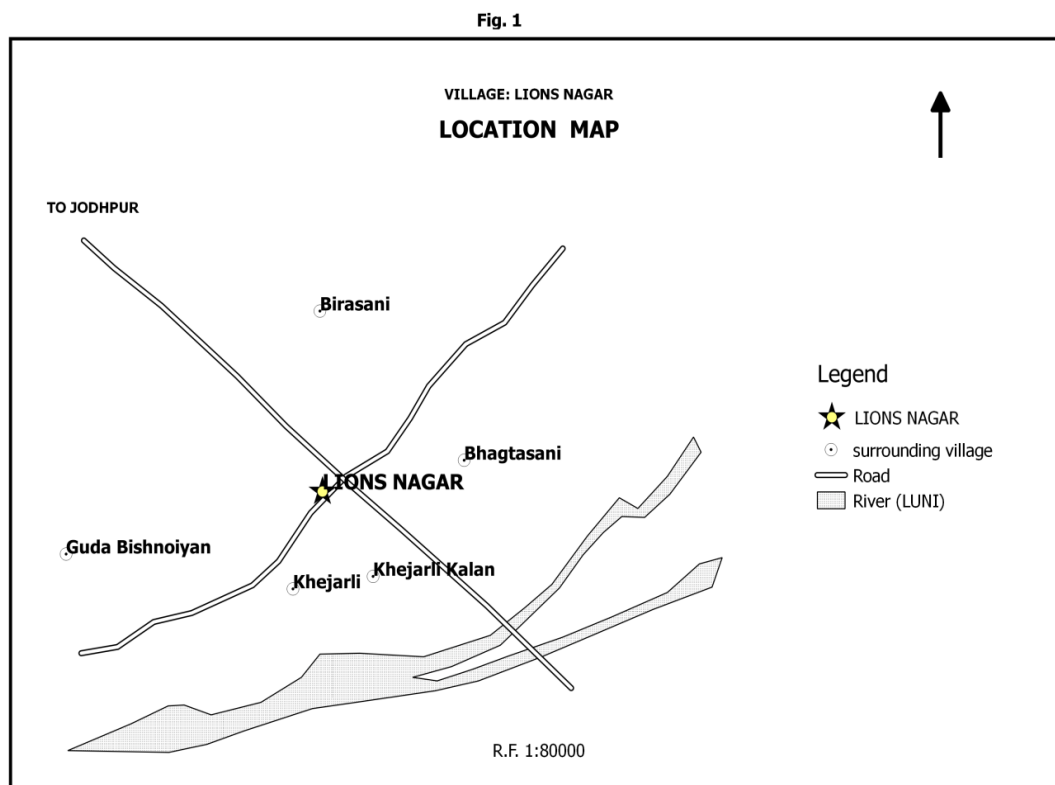 Fig. 1
VILLAGE: LIONS NAGAR
LOCATION MAP
TO JODHPUR
Birasani
Bhagtasani
LIONS NAGAR
Guda Bishnoiyan
Khejarli Kalan
Khejarli
Legend
LIONS NAGAR
surrounding village
Road
River (LUNI)
R.F. 1:80000